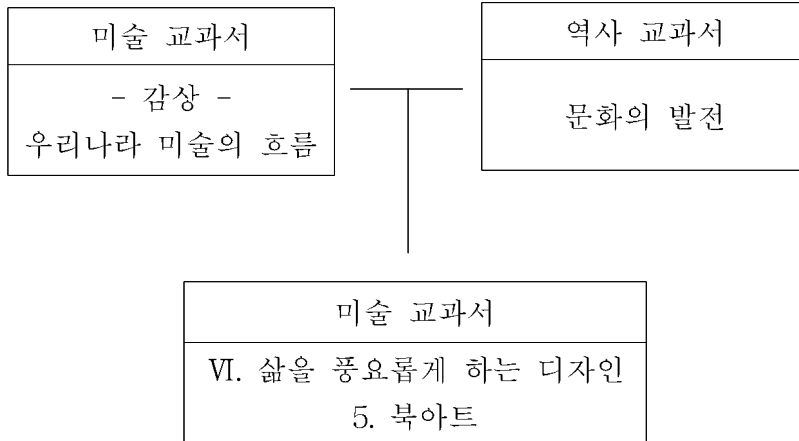 미술 교과서
- 감상 -
우리나라 미술의 흐름
역사 교과서
문화의 발전
미술 교과서
Ⅵ. 삶을 풍요롭게 하는 디자인
5. 북아트